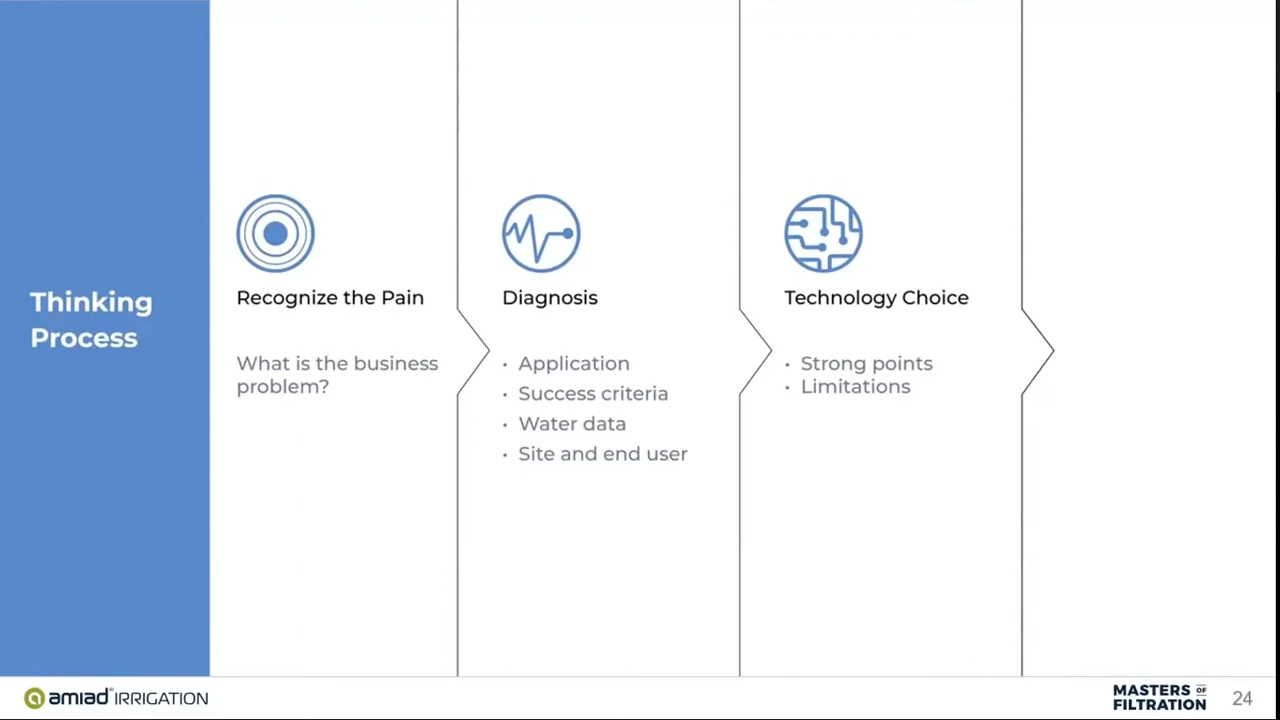 Thinking
Process
Recognize the Pain
What is the business
problem?
Diagnosis
• Application
• Success criteria
• Water data
• Site and end user
Technology Choice
• Strong points
• Limitations
amiad® IRRIGATION
MASTERS OF
FILTRATION
24